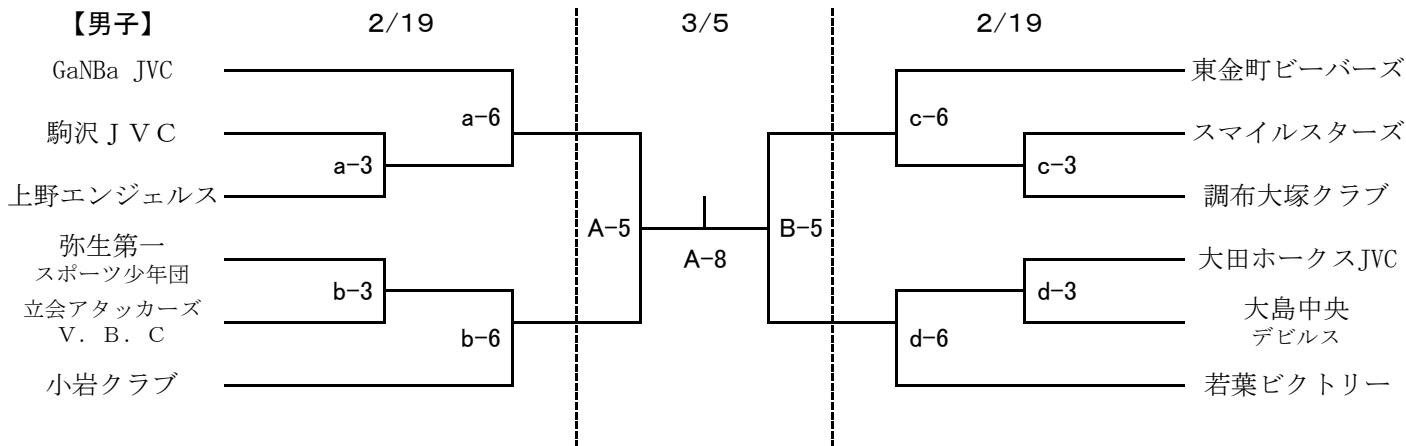 【男子】 2/19 3/5 2/19
GaNBa JVC
駒沢ＪＶＣ
上野エンジェルス
弥生第一
スポーツ少年団
立会アタッカーズ
Ｖ．Ｂ．Ｃ
小岩クラブ
a-6
a-3
b-3
b-6
A-5
A-8
B-5
c-6
c-3
d-3
d-6
東金町ビーバーズ
スマイルスターズ
調布大塚クラブ
大田ホークスJVC
大島中央
デビルス
若葉ビクトリー